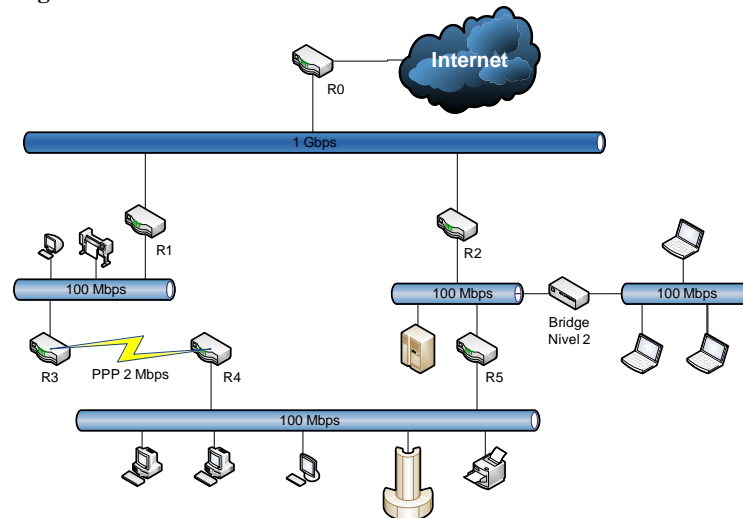 Internet
R0
1 Gbps
R1
R2
100 Mbps
100 Mbps
100 Mbps
Bridge
Nivel 2
R3
PPP 2 Mbps
R4
R5
100 Mbps